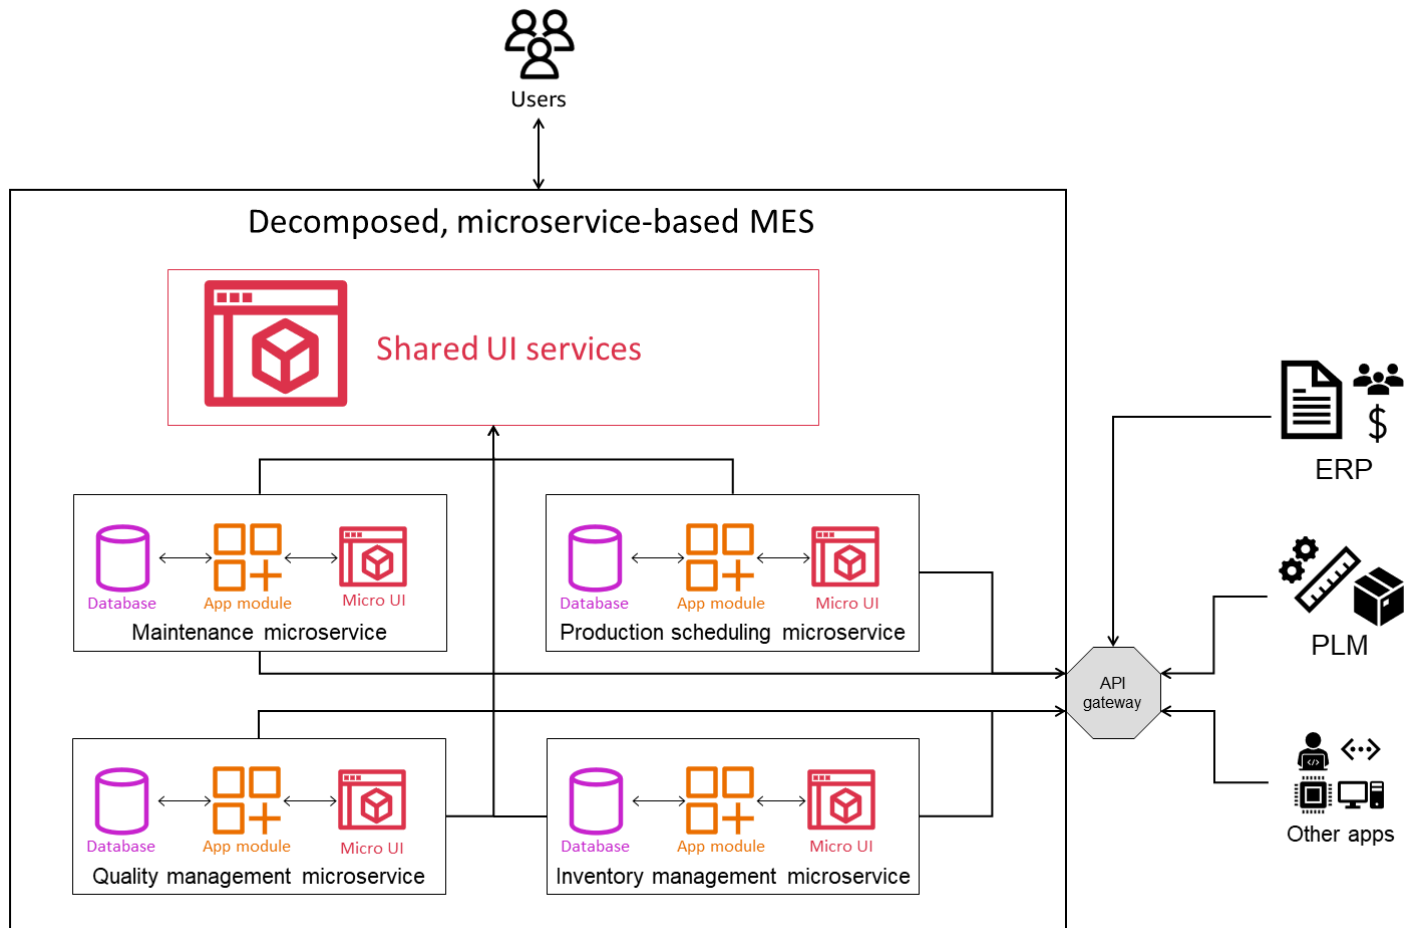 Users
Decomposed, microservice-based MES
Shared UI services
ERP
Database
App module
Micro UI
Maintenance microservice
Database
App module
Micro UI
Production scheduling microservice
PLM
API
gateway
Database
App module
Micro UI
Quality management microservice
Database
App module
Micro UI
Inventory management microservice
Other apps